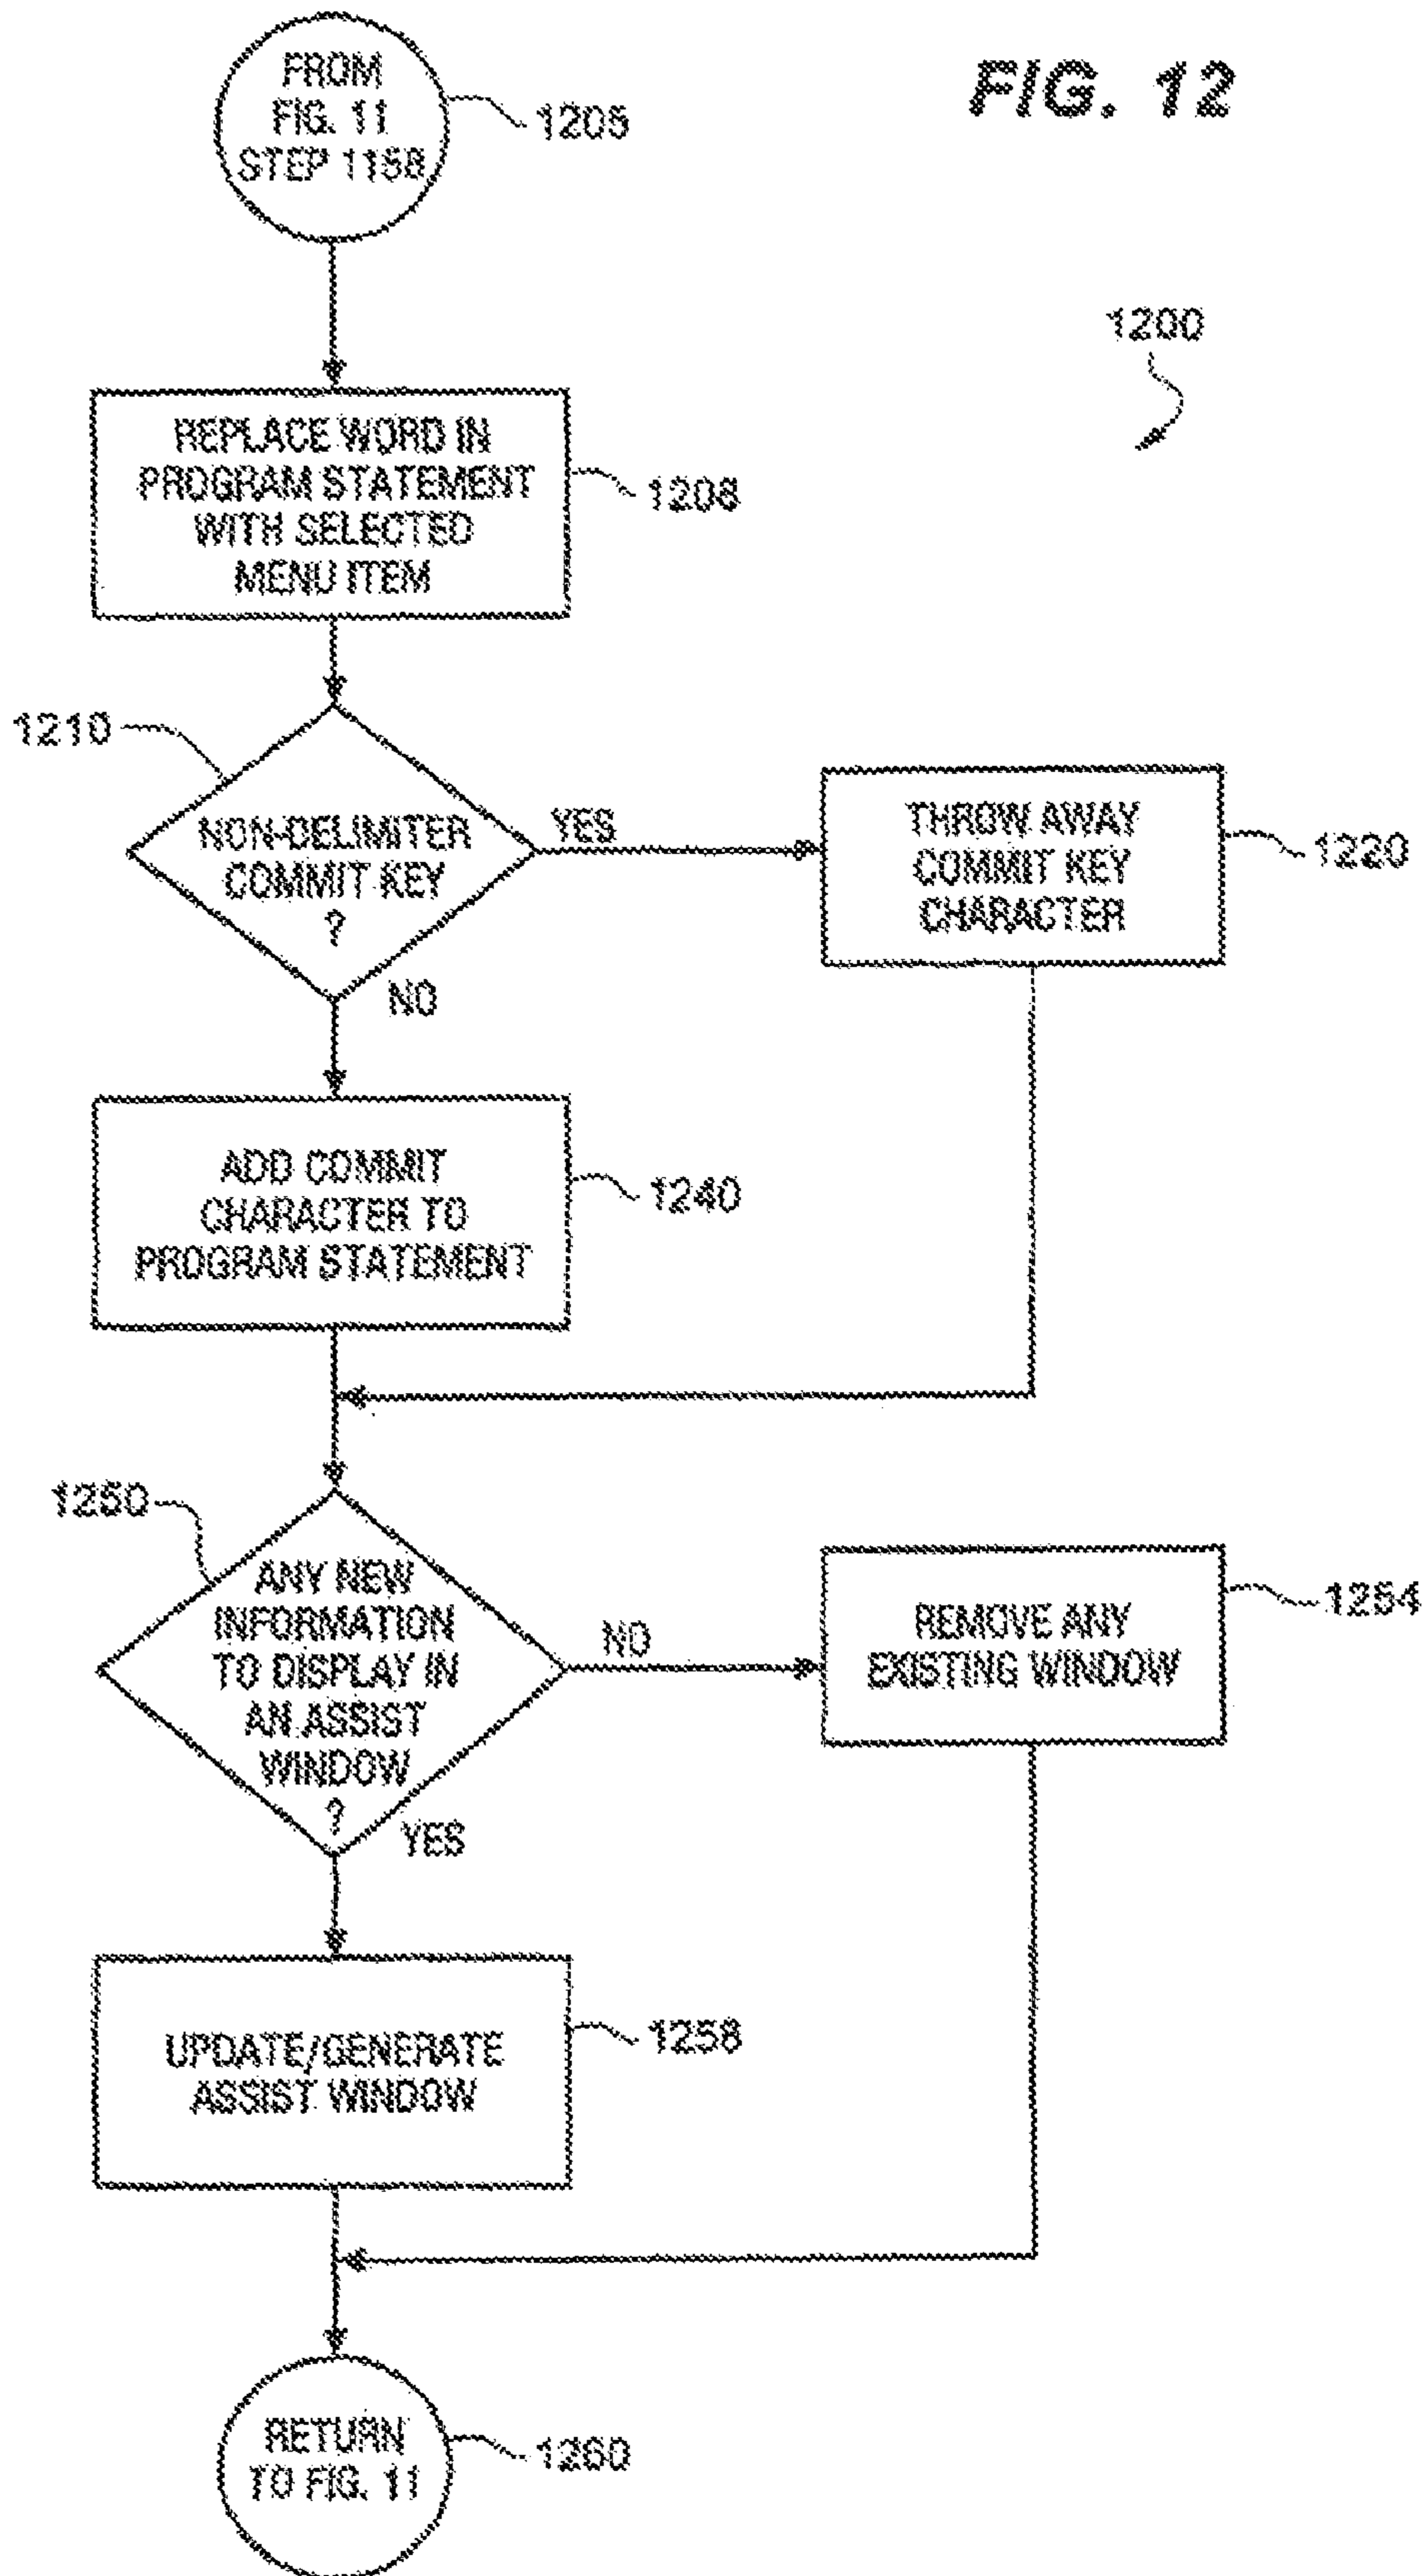 FIG. 12
FROM
FIG. 11
STEP 1158
1205
1200
REPLACE WORD IN
PROGRAM STATEMENT
WITH SELECTED
MENU ITEM
1208
1210
NON-DELIMITER
COMMIT KEY
?
YES
NO
THROW AWAY
COMMIT KEY
CHARACTER
1220
ADD COMMIT
CHARACTER TO
PROGRAM STATEMENT
1240
1250
ANY NEW
INFORMATION
TO DISPLAY IN
AN ASSIST
WINDOW
?
NO
YES
REMOVE ANY
EXISTING WINDOW
1254
UPDATE/GENERATE
ASSIST WINDOW
1258
RETURN
TO FIG. 11
1260